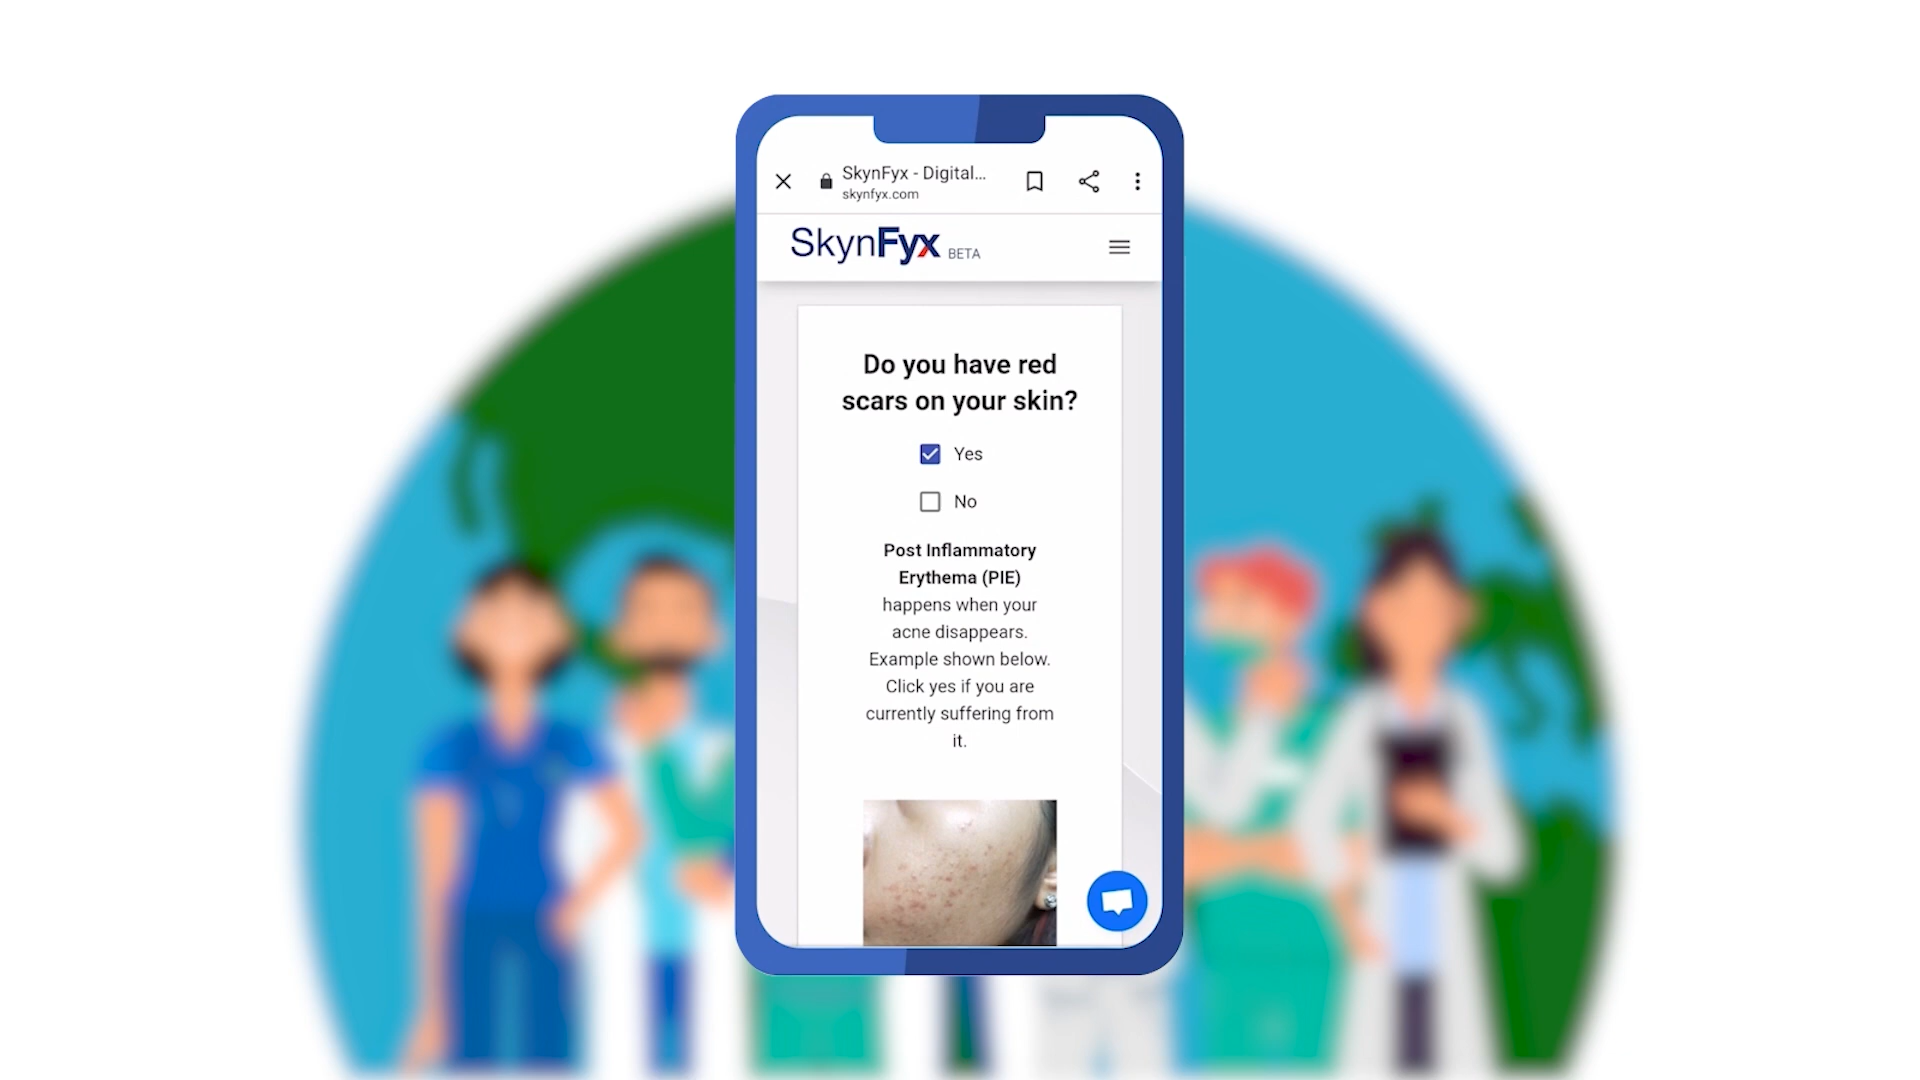 SkynFyx - Digital...
skynfyx.com
SkynFyx BETA
Do you have red
scars on your skin?
Yes
No
Post Inflammatory
Erythema (PIE)
happens when your
acne disappears.
Example shown below.
Click yes if you are
currently suffering from
it.